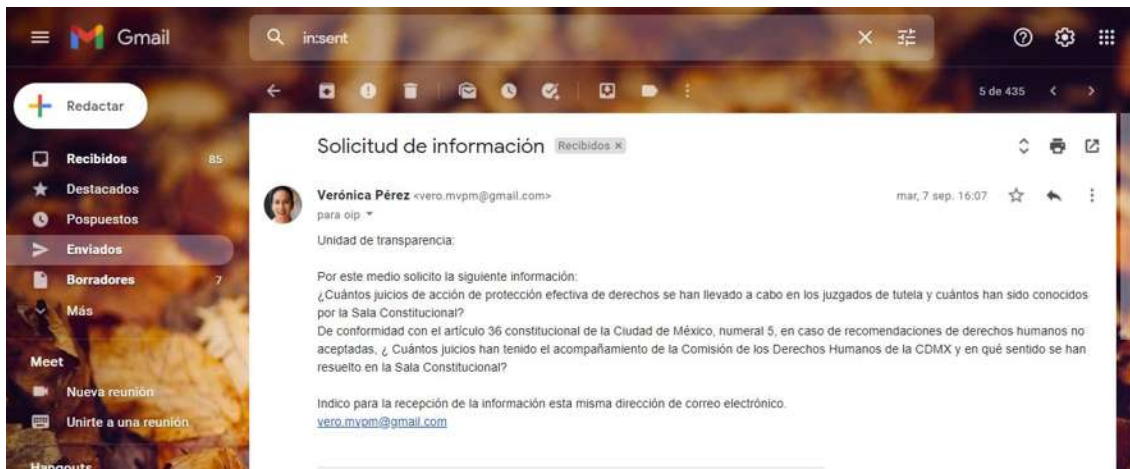 Gmail
in:sent
Redactar
5 de 435
Recibidos 85
Destacados
Pospuestos
Enviados
Borradores 7
Más
Meet
Nueva reunión
Unirte a una reunión
Hangouts
Solicitud de información Recibidos ×
Verónica Pérez <vero.mvpm@gmail.com> mar, 7 sep. 16:07
para oip
Unidad de transparencia:
Por este medio solicito la siguiente información:
¿Cuántos juicios de acción de protección efectiva de derechos se han llevado a cabo en los juzgados de tutela y cuántos han sido conocidos
por la Sala Constitucional?
De conformidad con el artículo 36 constitucional de la Ciudad de México, numeral 5, en caso de recomendaciones de derechos humanos no
aceptadas, ¿ Cuántos juicios han tenido el acompañamiento de la Comisión de los Derechos Humanos de la CDMX y en qué sentido se han
resuelto en la Sala Constitucional?
Indico para la recepción de la información esta misma dirección de correo electrónico.
vero.mvpm@gmail.com